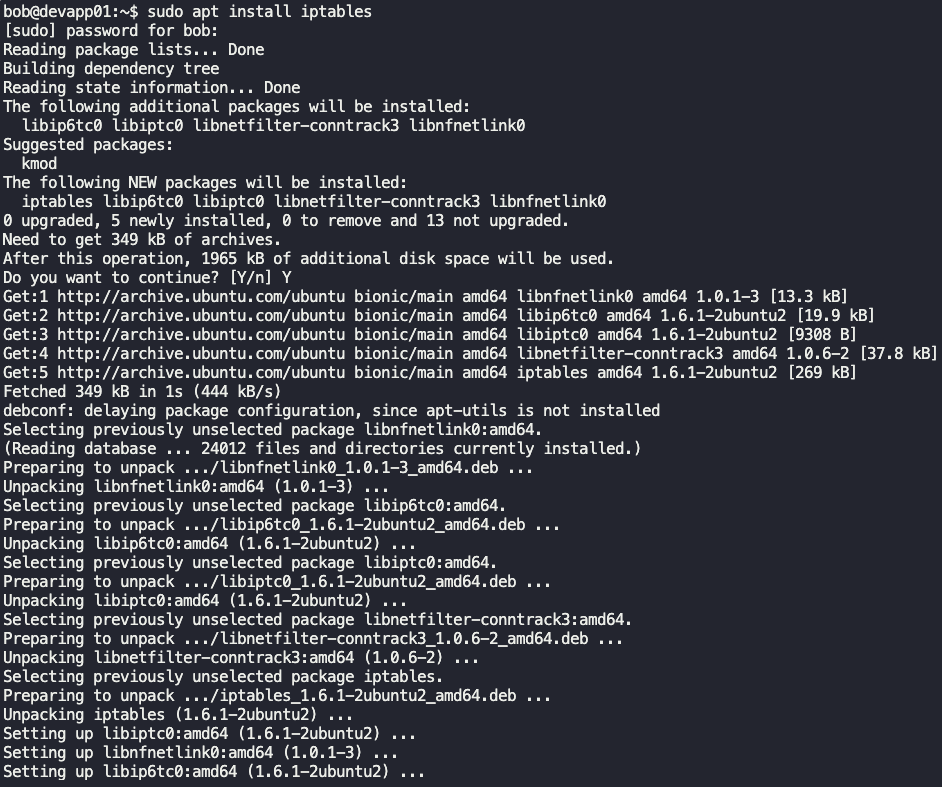 bob@devapp01:~$ sudo apt install iptables
[sudo] password for bob:
Reading package lists... Done
Building dependency tree
Reading state information... Done
The following additional packages will be installed:
  libip6tc0 libiptc0 libnetfilter-conntrack3 libnfnetlink0
Suggested packages:
  kmod
The following NEW packages will be installed:
  iptables libip6tc0 libiptc0 libnetfilter-conntrack3 libnfnetlink0
0 upgraded, 5 newly installed, 0 to remove and 13 not upgraded.
Need to get 349 kB of archives.
After this operation, 1965 kB of additional disk space will be used.
Do you want to continue? [Y/n] Y
Get:1 http://archive.ubuntu.com/ubuntu bionic/main amd64 libnfnetlink0 amd64 1.0.1-3 [13.3 kB]
Get:2 http://archive.ubuntu.com/ubuntu bionic/main amd64 libip6tc0 amd64 1.6.1-2ubuntu2 [19.9 kB]
Get:3 http://archive.ubuntu.com/ubuntu bionic/main amd64 libiptc0 amd64 1.6.1-2ubuntu2 [9308 B]
Get:4 http://archive.ubuntu.com/ubuntu bionic/main amd64 libnetfilter-conntrack3 amd64 1.0.6-2 [37.8 kB]
Get:5 http://archive.ubuntu.com/ubuntu bionic/main amd64 iptables amd64 1.6.1-2ubuntu2 [269 kB]
Fetched 349 kB in 1s (444 kB/s)
debconf: delaying package configuration, since apt-utils is not installed
Selecting previously unselected package libnfnetlink0:amd64.
(Reading database ... 24012 files and directories currently installed.)
Preparing to unpack .../libnfnetlink0_1.0.1-3_amd64.deb ...
Unpacking libnfnetlink0:amd64 (1.0.1-3) ...
Selecting previously unselected package libip6tc0:amd64.
Preparing to unpack .../libip6tc0_1.6.1-2ubuntu2_amd64.deb ...
Unpacking libip6tc0:amd64 (1.6.1-2ubuntu2) ...
Selecting previously unselected package libiptc0:amd64.
Preparing to unpack .../libiptc0_1.6.1-2ubuntu2_amd64.deb ...
Unpacking libiptc0:amd64 (1.6.1-2ubuntu2) ...
Selecting previously unselected package libnetfilter-conntrack3:amd64.
Preparing to unpack .../libnetfilter-conntrack3_1.0.6-2_amd64.deb ...
Unpacking libnetfilter-conntrack3:amd64 (1.0.6-2) ...
Selecting previously unselected package iptables.
Preparing to unpack .../iptables_1.6.1-2ubuntu2_amd64.deb ...
Unpacking iptables (1.6.1-2ubuntu2) ...
Setting up libiptc0:amd64 (1.6.1-2ubuntu2) ...
Setting up libnfnetlink0:amd64 (1.0.1-3) ...
Setting up libip6tc0:amd64 (1.6.1-2ubuntu2) ...